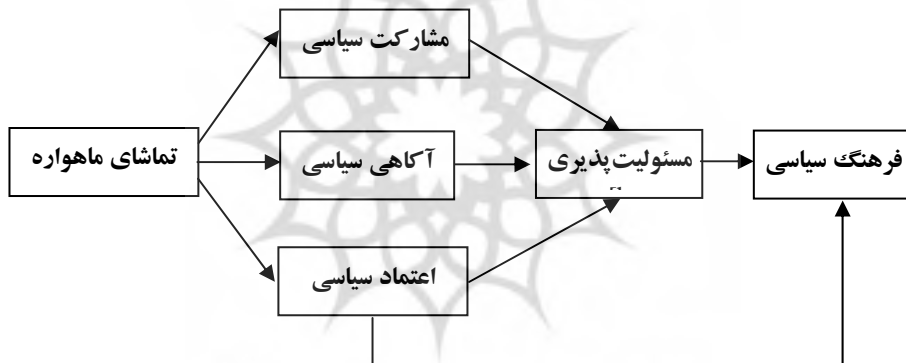 مشارکت سیاسی
تماشای ماهواره
آگاهی سیاسی
مسئولیت‌پذیری
فرهنگ سیاسی
اعتماد سیاسی